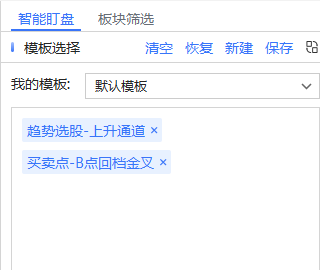 智能盯盘 板块筛选
模板选择 清空 恢复 新建 保存
我的模板: 默认模板
趋势选股-上升通道 ×
买卖点-B点回档金叉 ×